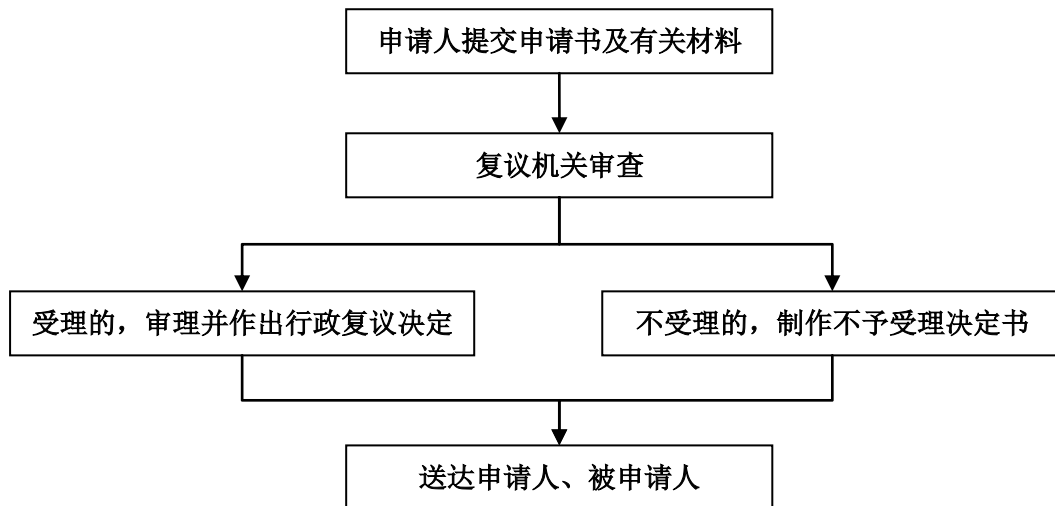 申请人提交申请书及有关材料
复议机关审查
受理的，审理并作出行政复议决定
不受理的，制作不予受理决定书
送达申请人、被申请人